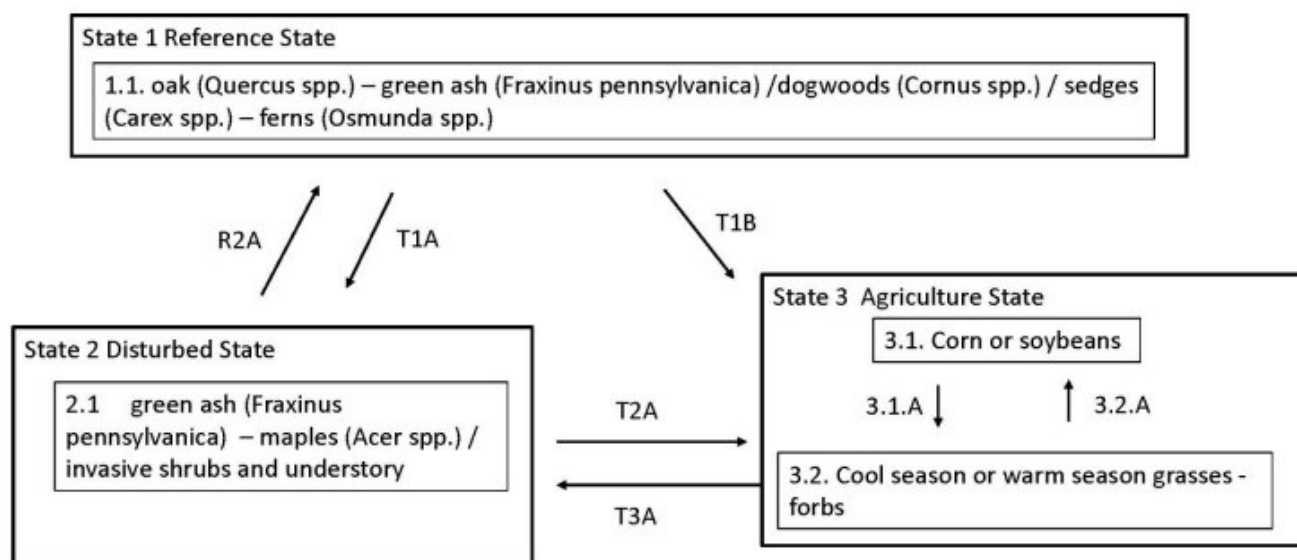 State 1 Reference State
1.1. oak (Quercus spp.) – green ash (Fraxinus pennsylvanica) /dogwoods (Cornus spp.) / sedges
(Carex spp.) – ferns (Osmunda spp.)
R2A
T1A
T1B
State 2 Disturbed State
2.1 green ash (Fraxinus
pennsylvanica) – maples (Acer spp.) /
invasive shrubs and understory
T2A
T3A
State 3 Agriculture State
3.1. Corn or soybeans
3.1.A
3.2.A
3.2. Cool season or warm season grasses -
forbs